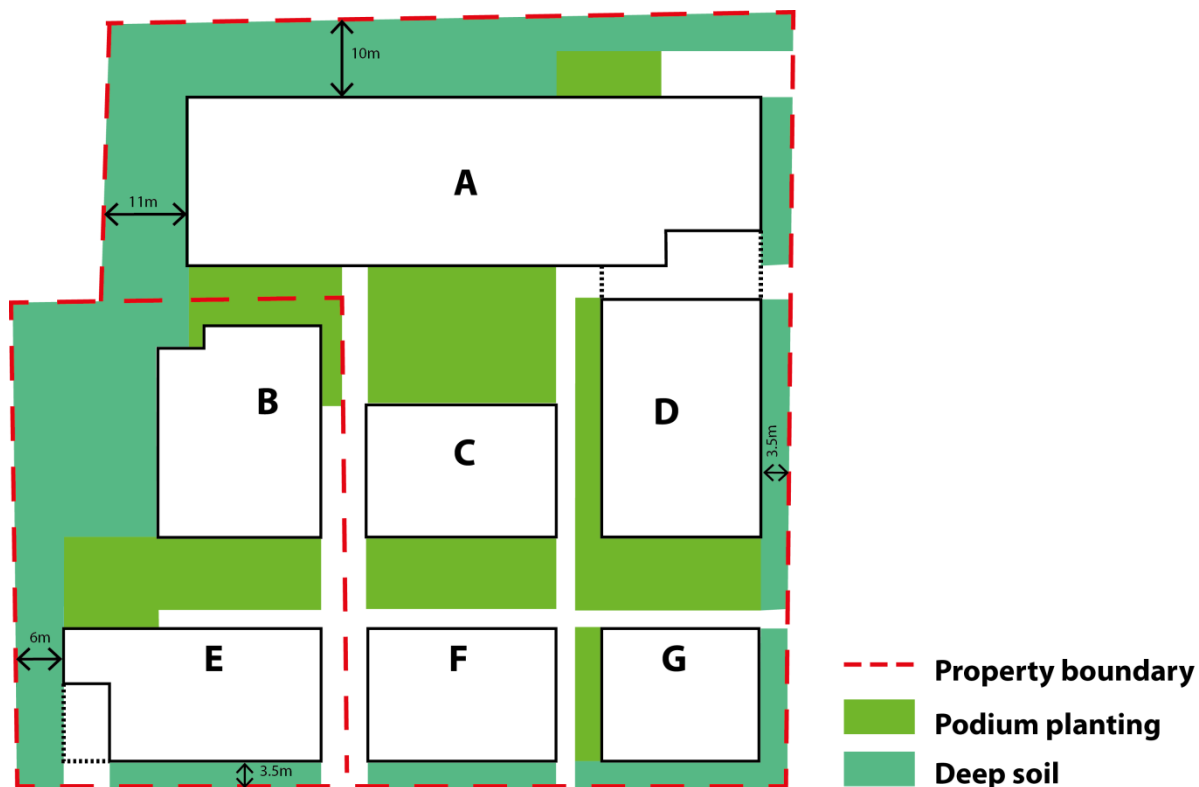 10m
A
11m
B
C
D
3.5m
6m
E
F
G
3.5m
Property boundary
Podium planting
Deep soil